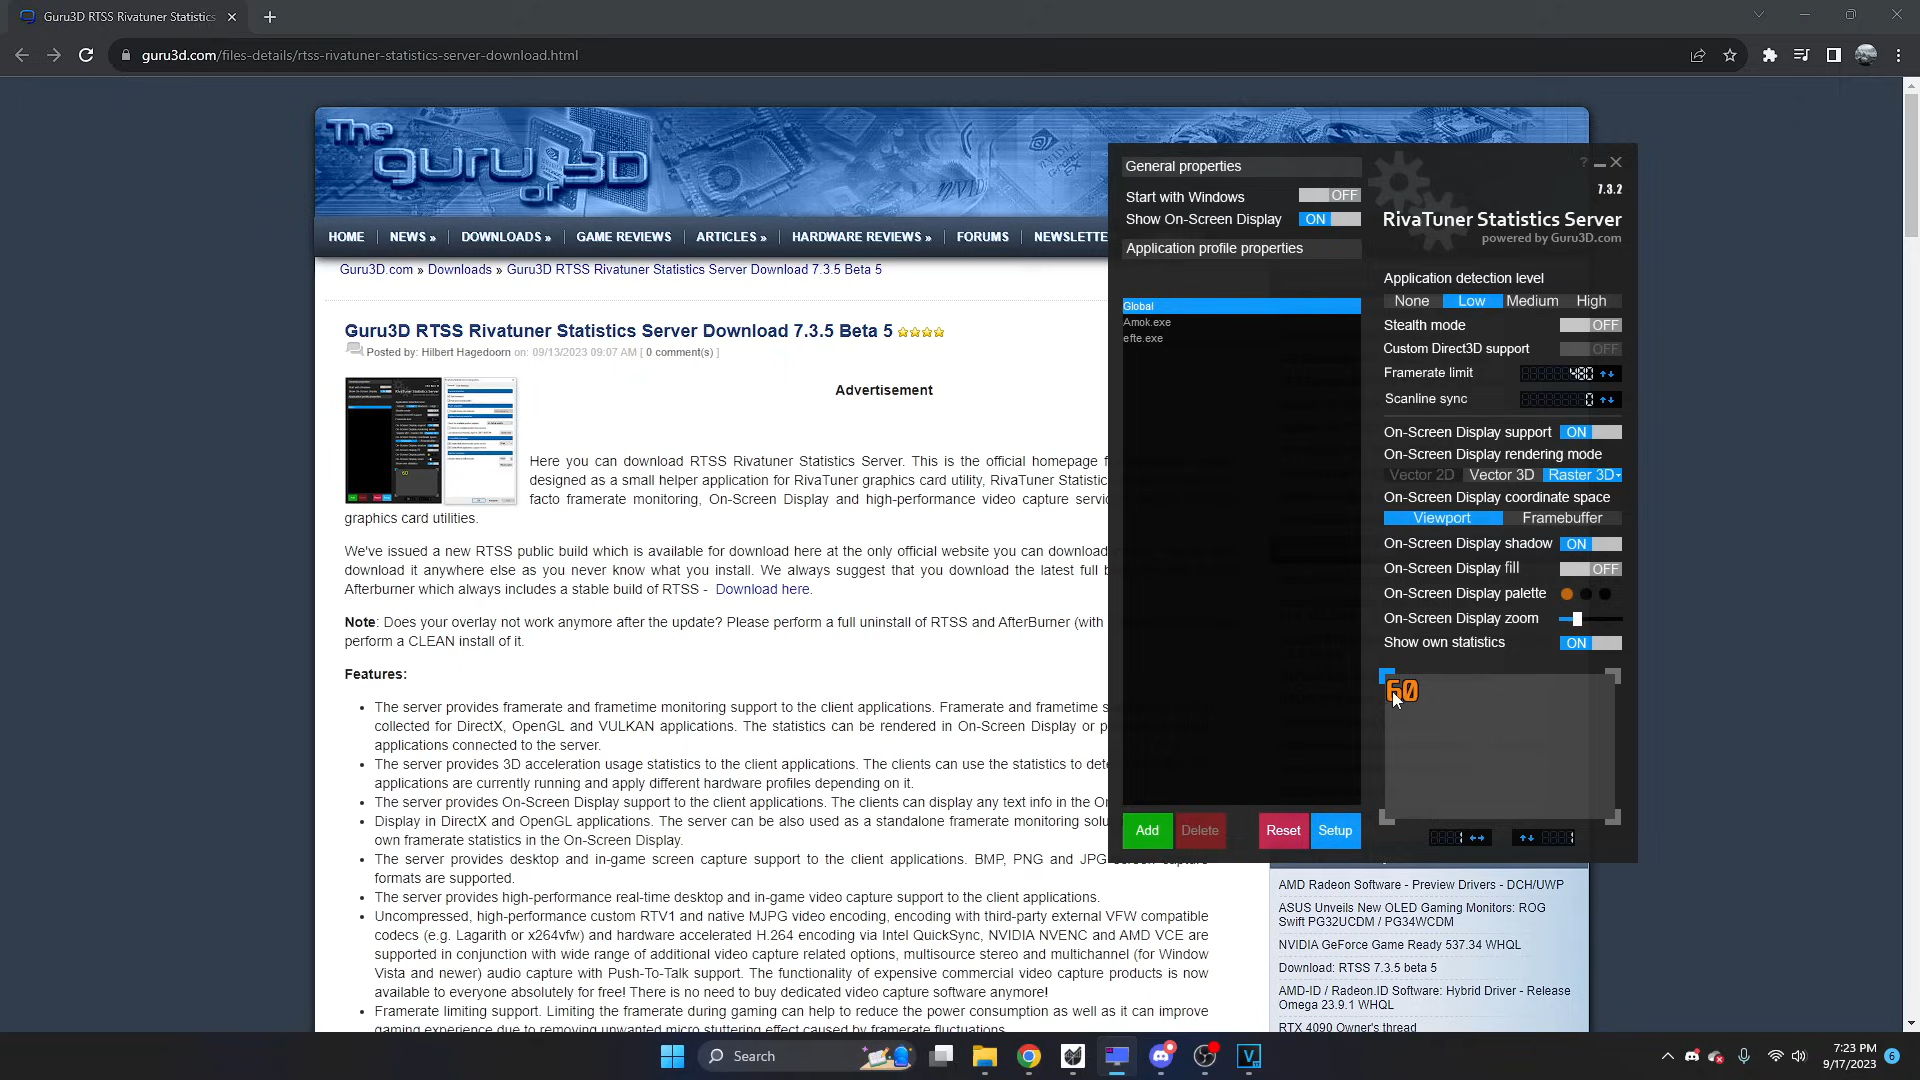 Guru3D RTSS Rivatuner Statistics
guru3d.com/files-details/rtss-rivatuner-statistics-server-download.html
The guru of 3D
HOME NEWS » DOWNLOADS » GAME REVIEWS ARTICLES » HARDWARE REVIEWS » FORUMS NEWSLETTE
Guru3D.com » Downloads » Guru3D RTSS Rivatuner Statistics Server Download 7.3.5 Beta 5
Guru3D RTSS Rivatuner Statistics Server Download 7.3.5 Beta 5
Posted by: Hilbert Hagedoorn on: 09/13/2023 09:07 AM [ 0 comment(s) ]
Advertisement
Here you can download RTSS Rivatuner Statistics Server. This is the official homepage f
designed as a small helper application for RivaTuner graphics card utility, RivaTuner Statistic
facto framerate monitoring, On-Screen Display and high-performance video capture servic
graphics card utilities.
We've issued a new RTSS public build which is available for download here at the only official website you can download
download it anywhere else as you never know what you install. We always suggest that you download the latest full b
Afterburner which always includes a stable build of RTSS - Download here.
Note: Does your overlay not work anymore after the update? Please perform a full uninstall of RTSS and AfterBurner (with
perform a CLEAN install of it.
Features:
• The server provides framerate and frametime monitoring support to the client applications. Framerate and frametime s
collected for DirectX, OpenGL and VULKAN applications. The statistics can be rendered in On-Screen Display or p
applications connected to the server.
• The server provides 3D acceleration usage statistics to the client applications. The clients can use the statistics to dete
applications are currently running and apply different hardware profiles depending on it.
• The server provides On-Screen Display support to the client applications. The clients can display any text info in the On
• Display in DirectX and OpenGL applications. The server can be also used as a standalone framerate monitoring solu
own framerate statistics in the On-Screen Display.
• The server provides desktop and in-game screen capture support to the client applications. BMP, PNG and JPG screen capture
formats are supported.
• The server provides high-performance real-time desktop and in-game video capture support to the client applications.
• Uncompressed, high-performance custom RTV1 and native MJPG video encoding, encoding with third-party external VFW compatible
codecs (e.g. Lagarith or x264vfw) and hardware accelerated H.264 encoding via Intel QuickSync, NVIDIA NVENC and AMD VCE are
supported in conjunction with wide range of additional video capture related options, multisource stereo and multichannel (for Window
Vista and newer) audio capture with Push-To-Talk support. The functionality of expensive commercial video capture products is now
available to everyone absolutely for free! There is no need to buy dedicated video capture software anymore!
• Framerate limiting support. Limiting the framerate during gaming can help to reduce the power consumption as well as it can improve
gaming experience due to removing unwanted micro stuttering effect caused by framerate fluctuations.
General properties
Start with Windows OFF
Show On-Screen Display ON
Application profile properties
Global
Amok.exe
efte.exe
Add Delete Reset Setup
?
7.3.2
RivaTuner Statistics Server
powered by Guru3D.com
Application detection level
None Low Medium High
Stealth mode OFF
Custom Direct3D support OFF
Framerate limit 480
Scanline sync 0
On-Screen Display support ON
On-Screen Display rendering mode
Vector 2D Vector 3D Raster 3D
On-Screen Display coordinate space
Viewport Framebuffer
On-Screen Display shadow ON
On-Screen Display fill OFF
On-Screen Display palette
On-Screen Display zoom
Show own statistics ON
60
1 1
AMD Radeon Software - Preview Drivers - DCH/UWP
ASUS Unveils New OLED Gaming Monitors: ROG
Swift PG32UCDM / PG34WCDM
NVIDIA GeForce Game Ready 537.34 WHQL
Download: RTSS 7.3.5 beta 5
AMD-ID / Radeon.ID Software: Hybrid Driver - Release
Omega 23.9.1 WHQL
RTX 4090 Owner's thread
Search
V
7:23 PM
9/17/2023
6